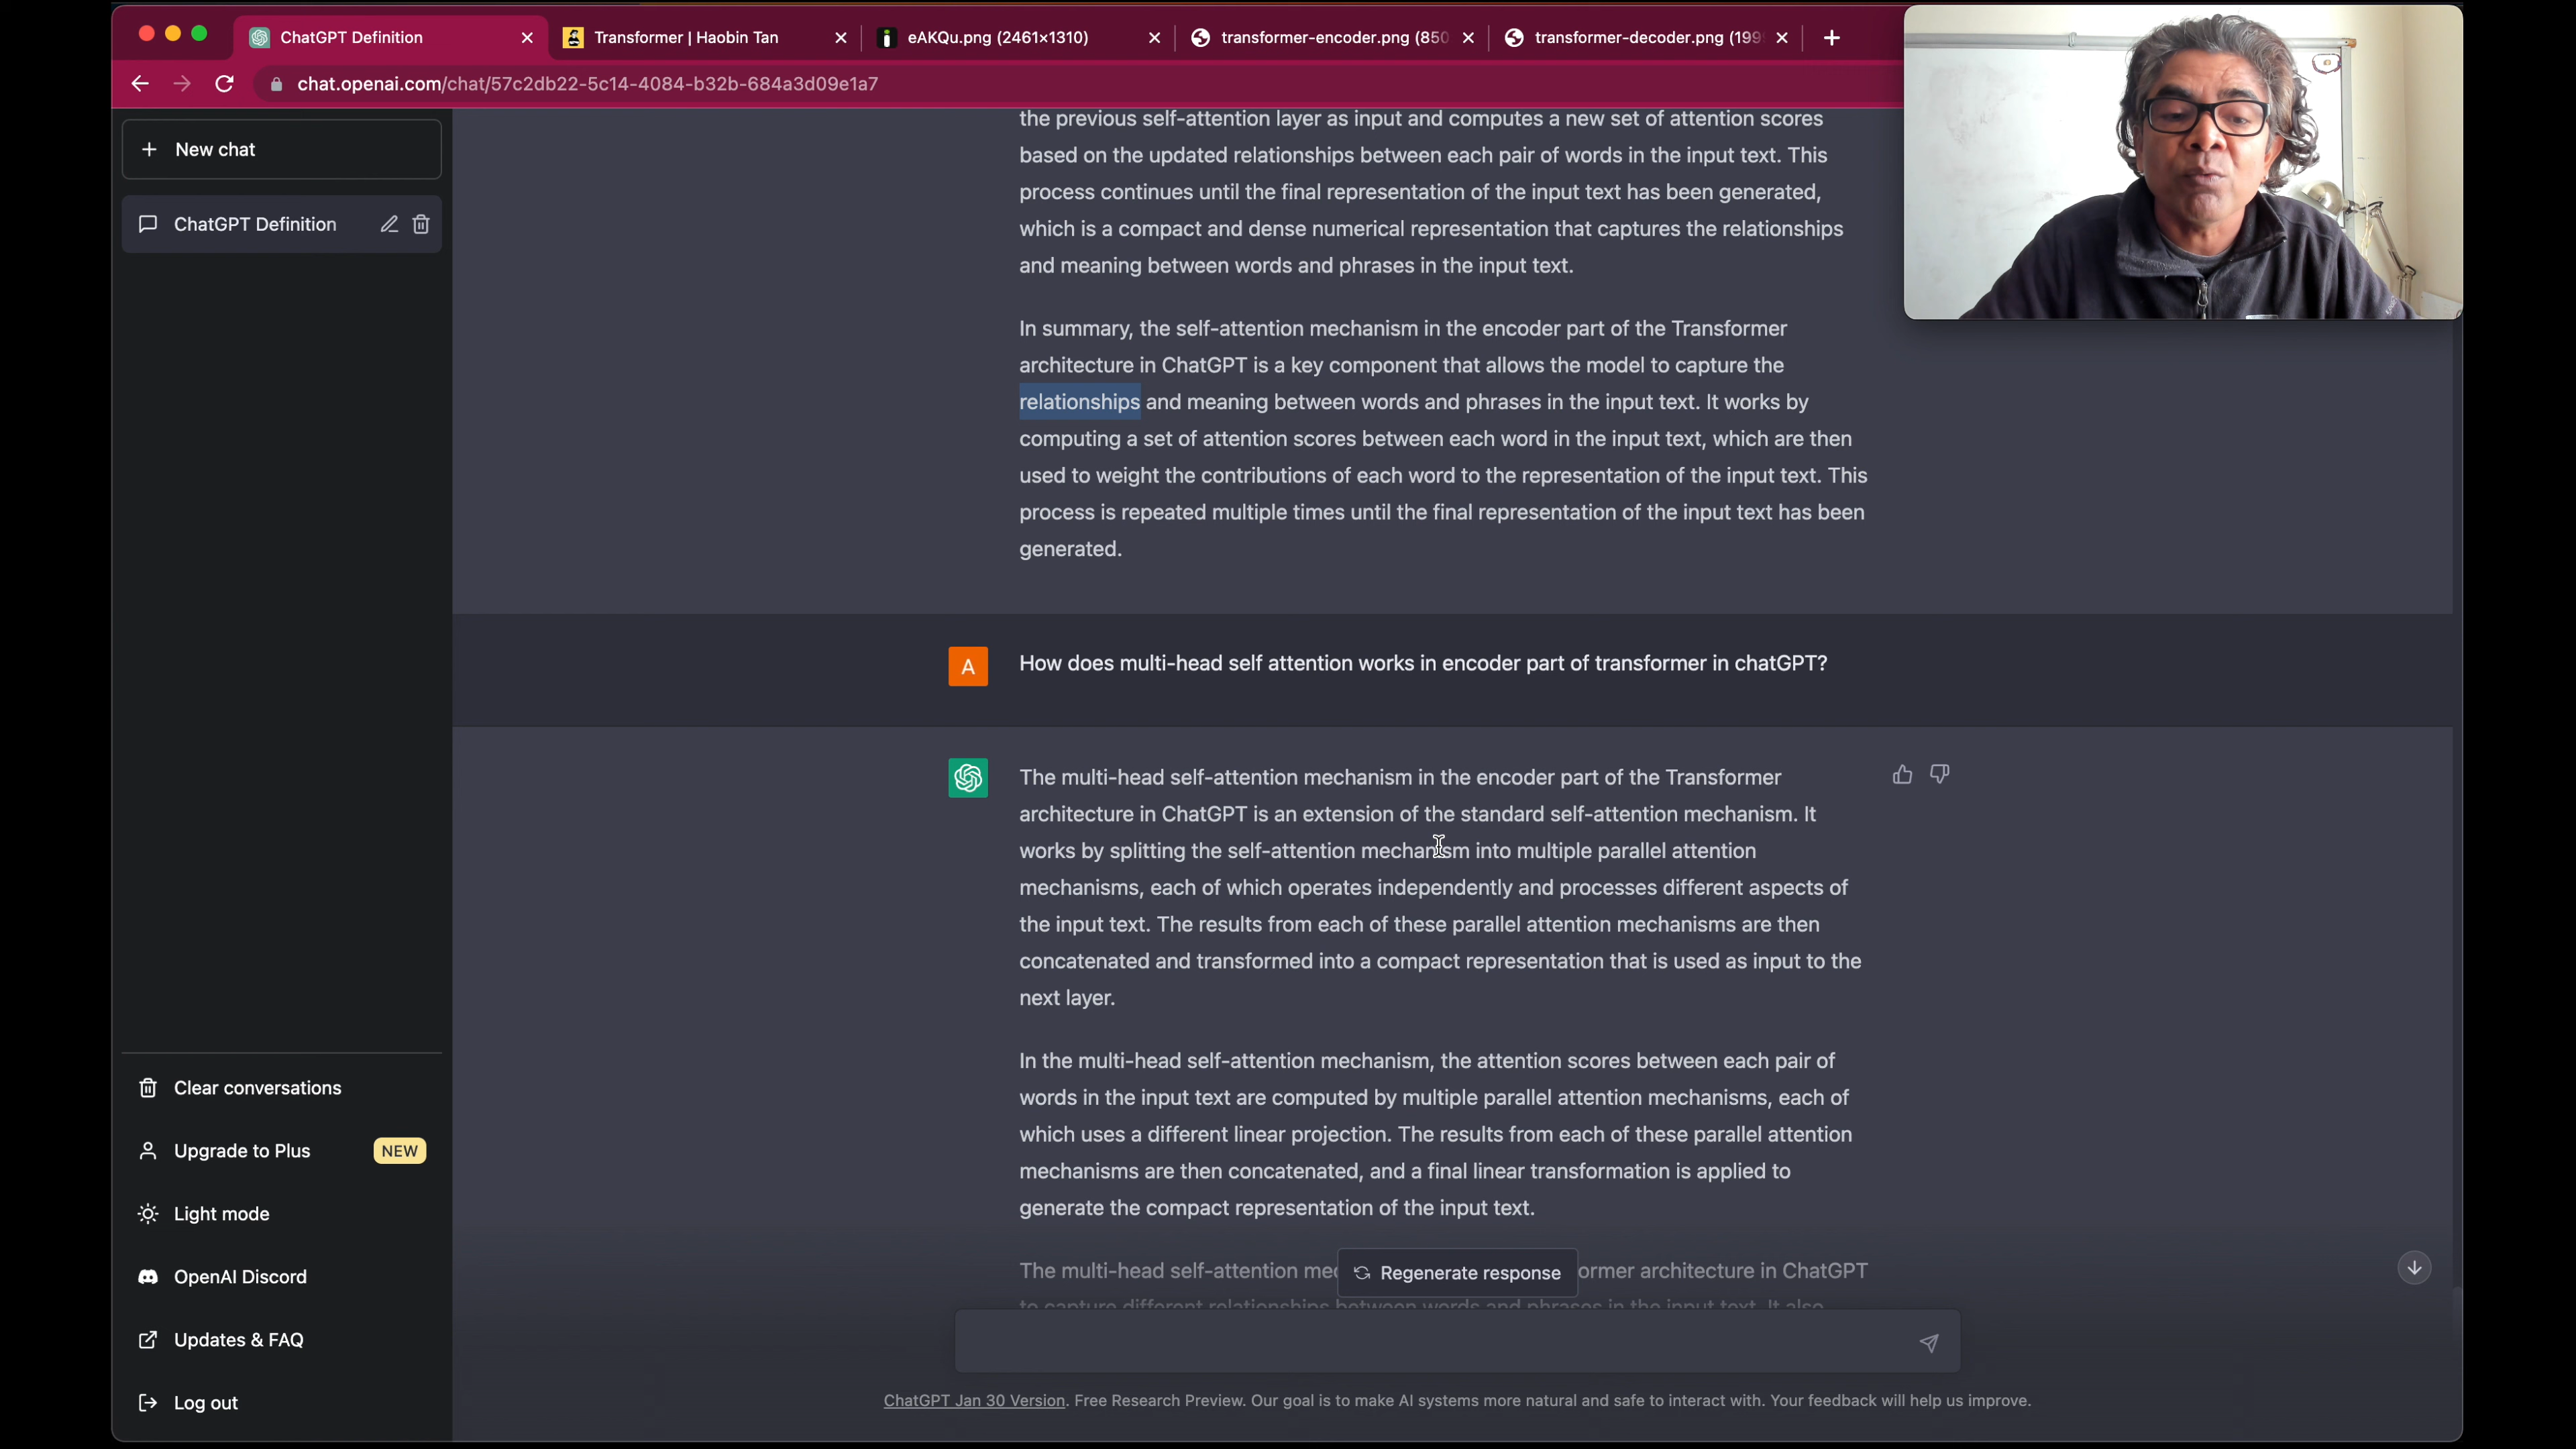 ChatGPT Definition
Transformer | Haobin Tan
eAKQu.png (2461×1310)
transformer-encoder.png (850
transformer-decoder.png (199
chat.openai.com/chat/57c2db22-5c14-4084-b32b-684a3d09e1a7
New chat
ChatGPT Definition
the previous self-attention layer as input and computes a new set of attention scores
based on the updated relationships between each pair of words in the input text. This
process continues until the final representation of the input text has been generated,
which is a compact and dense numerical representation that captures the relationships
and meaning between words and phrases in the input text.
In summary, the self-attention mechanism in the encoder part of the Transformer
architecture in ChatGPT is a key component that allows the model to capture the
relationships and meaning between words and phrases in the input text. It works by
computing a set of attention scores between each word in the input text, which are then
used to weight the contributions of each word to the representation of the input text. This
process is repeated multiple times until the final representation of the input text has been
generated.
A
How does multi-head self attention works in encoder part of transformer in chatGPT?
The multi-head self-attention mechanism in the encoder part of the Transformer
architecture in ChatGPT is an extension of the standard self-attention mechanism. It
works by splitting the self-attention mechanism into multiple parallel attention
mechanisms, each of which operates independently and processes different aspects of
the input text. The results from each of these parallel attention mechanisms are then
concatenated and transformed into a compact representation that is used as input to the
next layer.
In the multi-head self-attention mechanism, the attention scores between each pair of
words in the input text are computed by multiple parallel attention mechanisms, each of
which uses a different linear projection. The results from each of these parallel attention
mechanisms are then concatenated, and a final linear transformation is applied to
generate the compact representation of the input text.
The multi-head self-attention me
Regenerate response
ormer architecture in ChatGPT
to capture different relationships between words and phrases in the input text. It also
Clear conversations
Upgrade to Plus
NEW
Light mode
OpenAI Discord
Updates & FAQ
Log out
ChatGPT Jan 30 Version. Free Research Preview. Our goal is to make AI systems more natural and safe to interact with. Your feedback will help us improve.